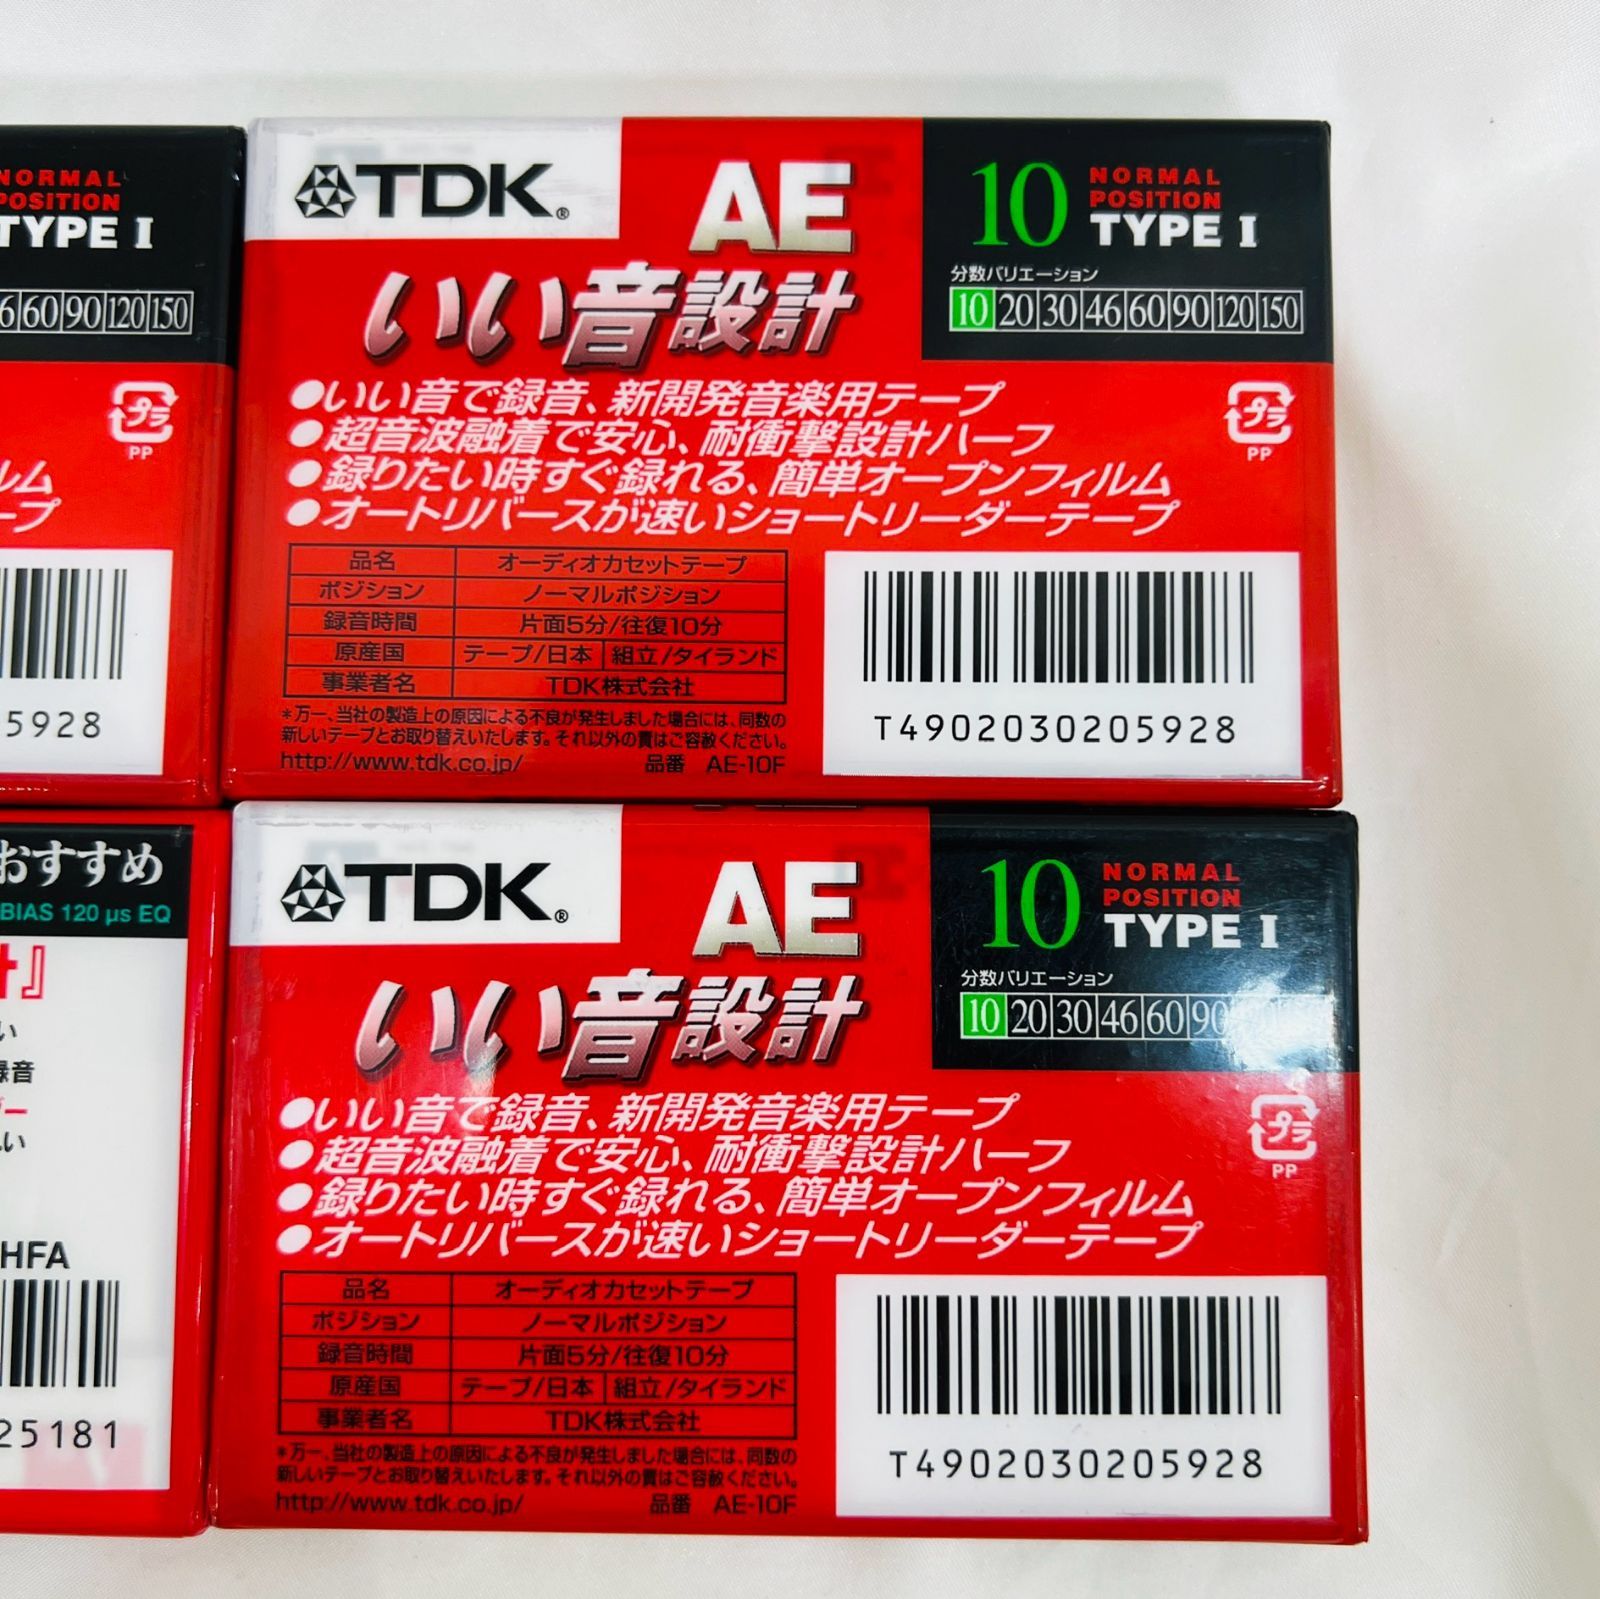 NORMAL
POSITION
TYPE I
60 90 120 150
PP
ルム
ープ
5928
TDK®
AE
いい音設計
10
NORMAL
POSITION
TYPE I
分数バリエーション
10 20 30 46 60 90 120 150
●いい音で録音、新開発音楽用テープ
●超音波融着で安心、耐衝撃設計ハーフ
●録りたい時すぐ録れる、簡単オープンフィルム
●オートリバースが速いショートリーダーテープ
プラ
PP
品名 オーディオカセットテープ
ポジション ノーマルポジション
録音時間 片面5分/往復10分
原産国 テープ/日本 組立/タイランド
事業者名 TDK株式会社
*万一、当社の製造上の原因による不良が発生しました場合には、同数の
新しいテープとお取り替えいたします。それ以外の責はご容赦ください。
http://www.tdk.co.jp/ 品番 AE-10F
T4902030205928
おすすめ
BIAS 120 µs EQ
計』
い
録音
ー
い
HFA
25181
TDK®
AE
いい音設計
10
NORMAL
POSITION
TYPE I
分数バリエーション
10 20 30 46 60 90
●いい音で録音、新開発音楽用テープ
●超音波融着で安心、耐衝撃設計ハーフ
●録りたい時すぐ録れる、簡単オープンフィルム
●オートリバースが速いショートリーダーテープ
プラ
PP
品名 オーディオカセットテープ
ポジション ノーマルポジション
録音時間 片面5分/往復10分
原産国 テープ/日本 組立/タイランド
事業者名 TDK株式会社
*万一、当社の製造上の原因による不良が発生しました場合には、同数の
新しいテープとお取り替えいたします。それ以外の責はご容赦ください。
http://www.tdk.co.jp/ 品番 AE-10F
T4902030205928